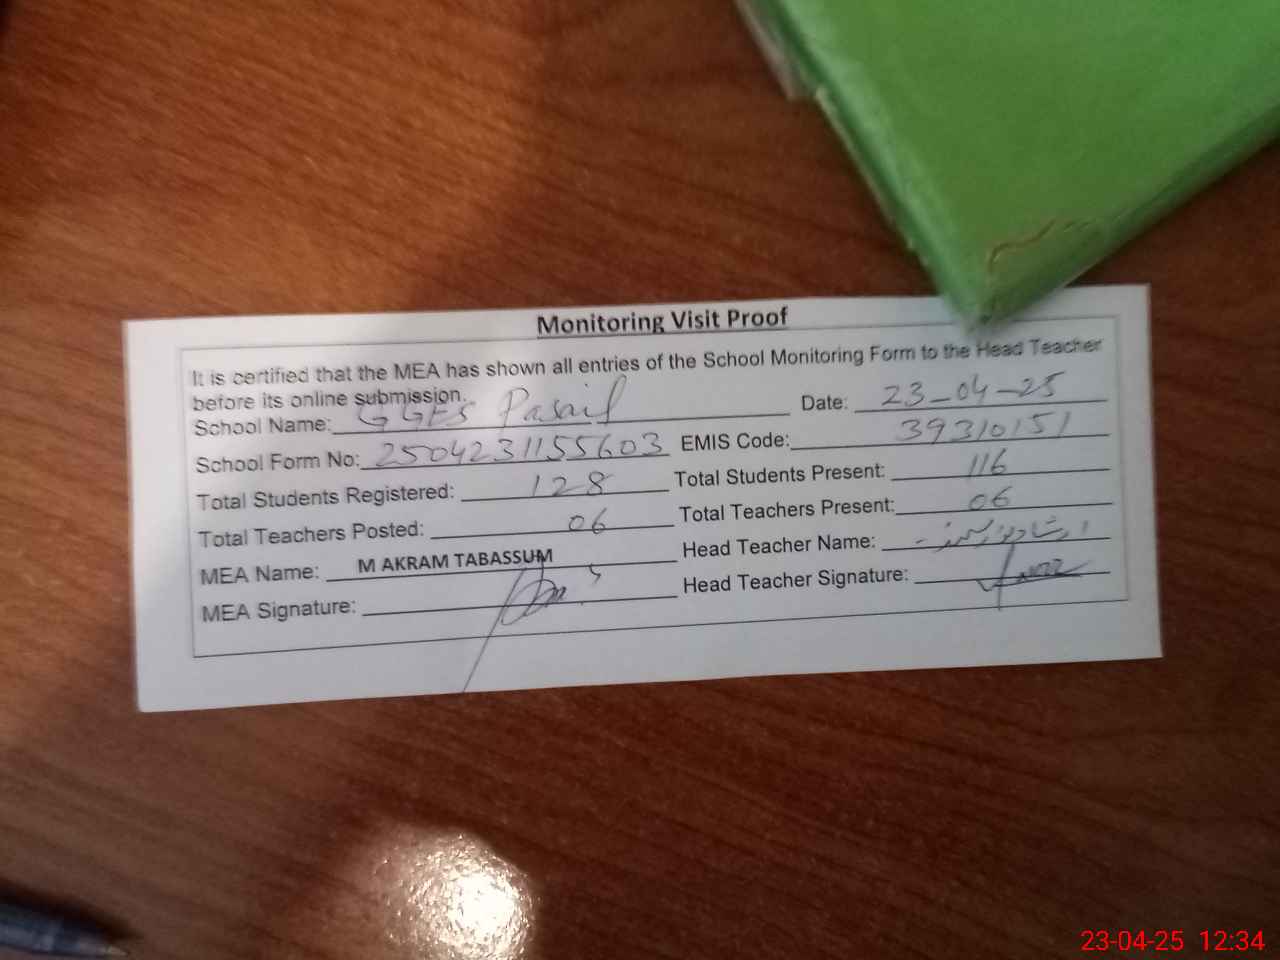 Monitoring Visit Proof
It is certified that the MEA has shown all entries of the School Monitoring Form to the Head Teacher
before its online submission.
School Name: GGES Pasail Date: 23-04-25
School Form No: 2504231155603 EMIS Code: 39310151
Total Students Registered: 128 Total Students Present: 116
Total Teachers Posted: 06 Total Teachers Present: 06
MEA Name: M AKRAM TABASSUM Head Teacher Name:
MEA Signature: Head Teacher Signature:
23-04-25 12:34